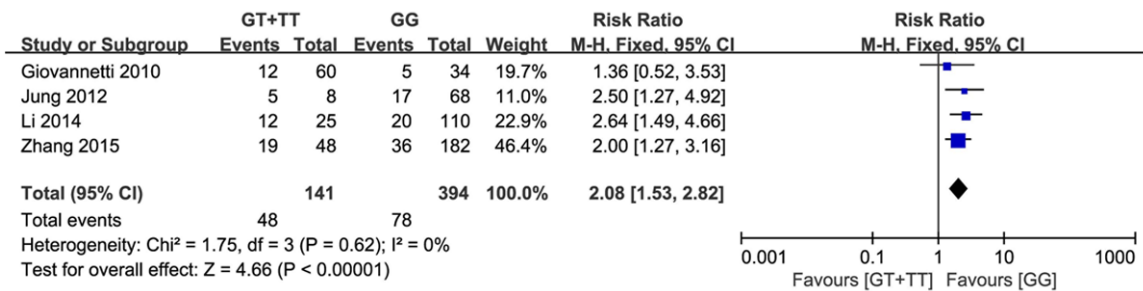 GT+TT GG Risk Ratio Risk Ratio
Study or Subgroup Events Total Events Total Weight M-H, Fixed, 95% CI M-H, Fixed, 95% CI
Giovannetti 2010 12 60 5 34 19.7% 1.36 [0.52, 3.53]
Jung 2012 5 8 17 68 11.0% 2.50 [1.27, 4.92]
Li 2014 12 25 20 110 22.9% 2.64 [1.49, 4.66]
Zhang 2015 19 48 36 182 46.4% 2.00 [1.27, 3.16]
Total (95% CI) 141 394 100.0% 2.08 [1.53, 2.82]
Total events 48 78
Heterogeneity: Chi² = 1.75, df = 3 (P = 0.62); I² = 0%
Test for overall effect: Z = 4.66 (P < 0.00001)
0.001 0.1 1 10 1000
Favours [GT+TT] Favours [GG]